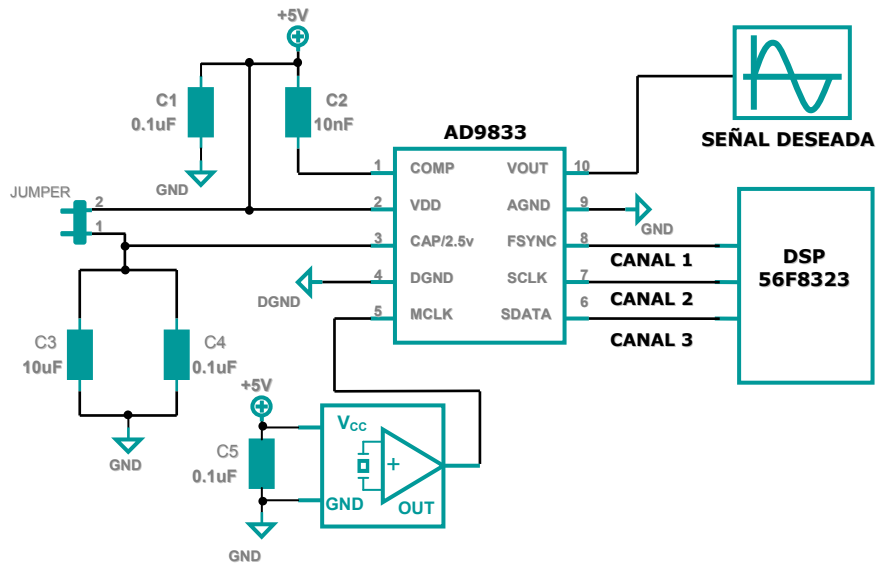 +5V
C1
0.1uF
C2
10nF
GND
SEÑAL DESEADA
AD9833
1 COMP VOUT 10
2 VDD AGND 9
3 CAP/2.5v FSYNC 8
4 DGND SCLK 7
5 MCLK SDATA 6
JUMPER
2
1
GND
DGND
CANAL 1
CANAL 2
CANAL 3
DSP
56F8323
C3
10uF
C4
0.1uF
GND
+5V
C5
0.1uF
VCC
+
GND
OUT
GND